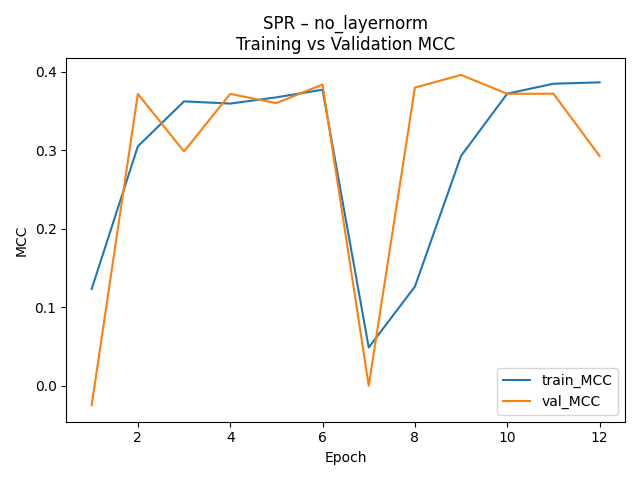 SPR – no_layernorm
Training vs Validation MCC
MCC
0.4
0.3
0.2
0.1
0.0
2 4 6 8 10 12
Epoch
train_MCC
val_MCC